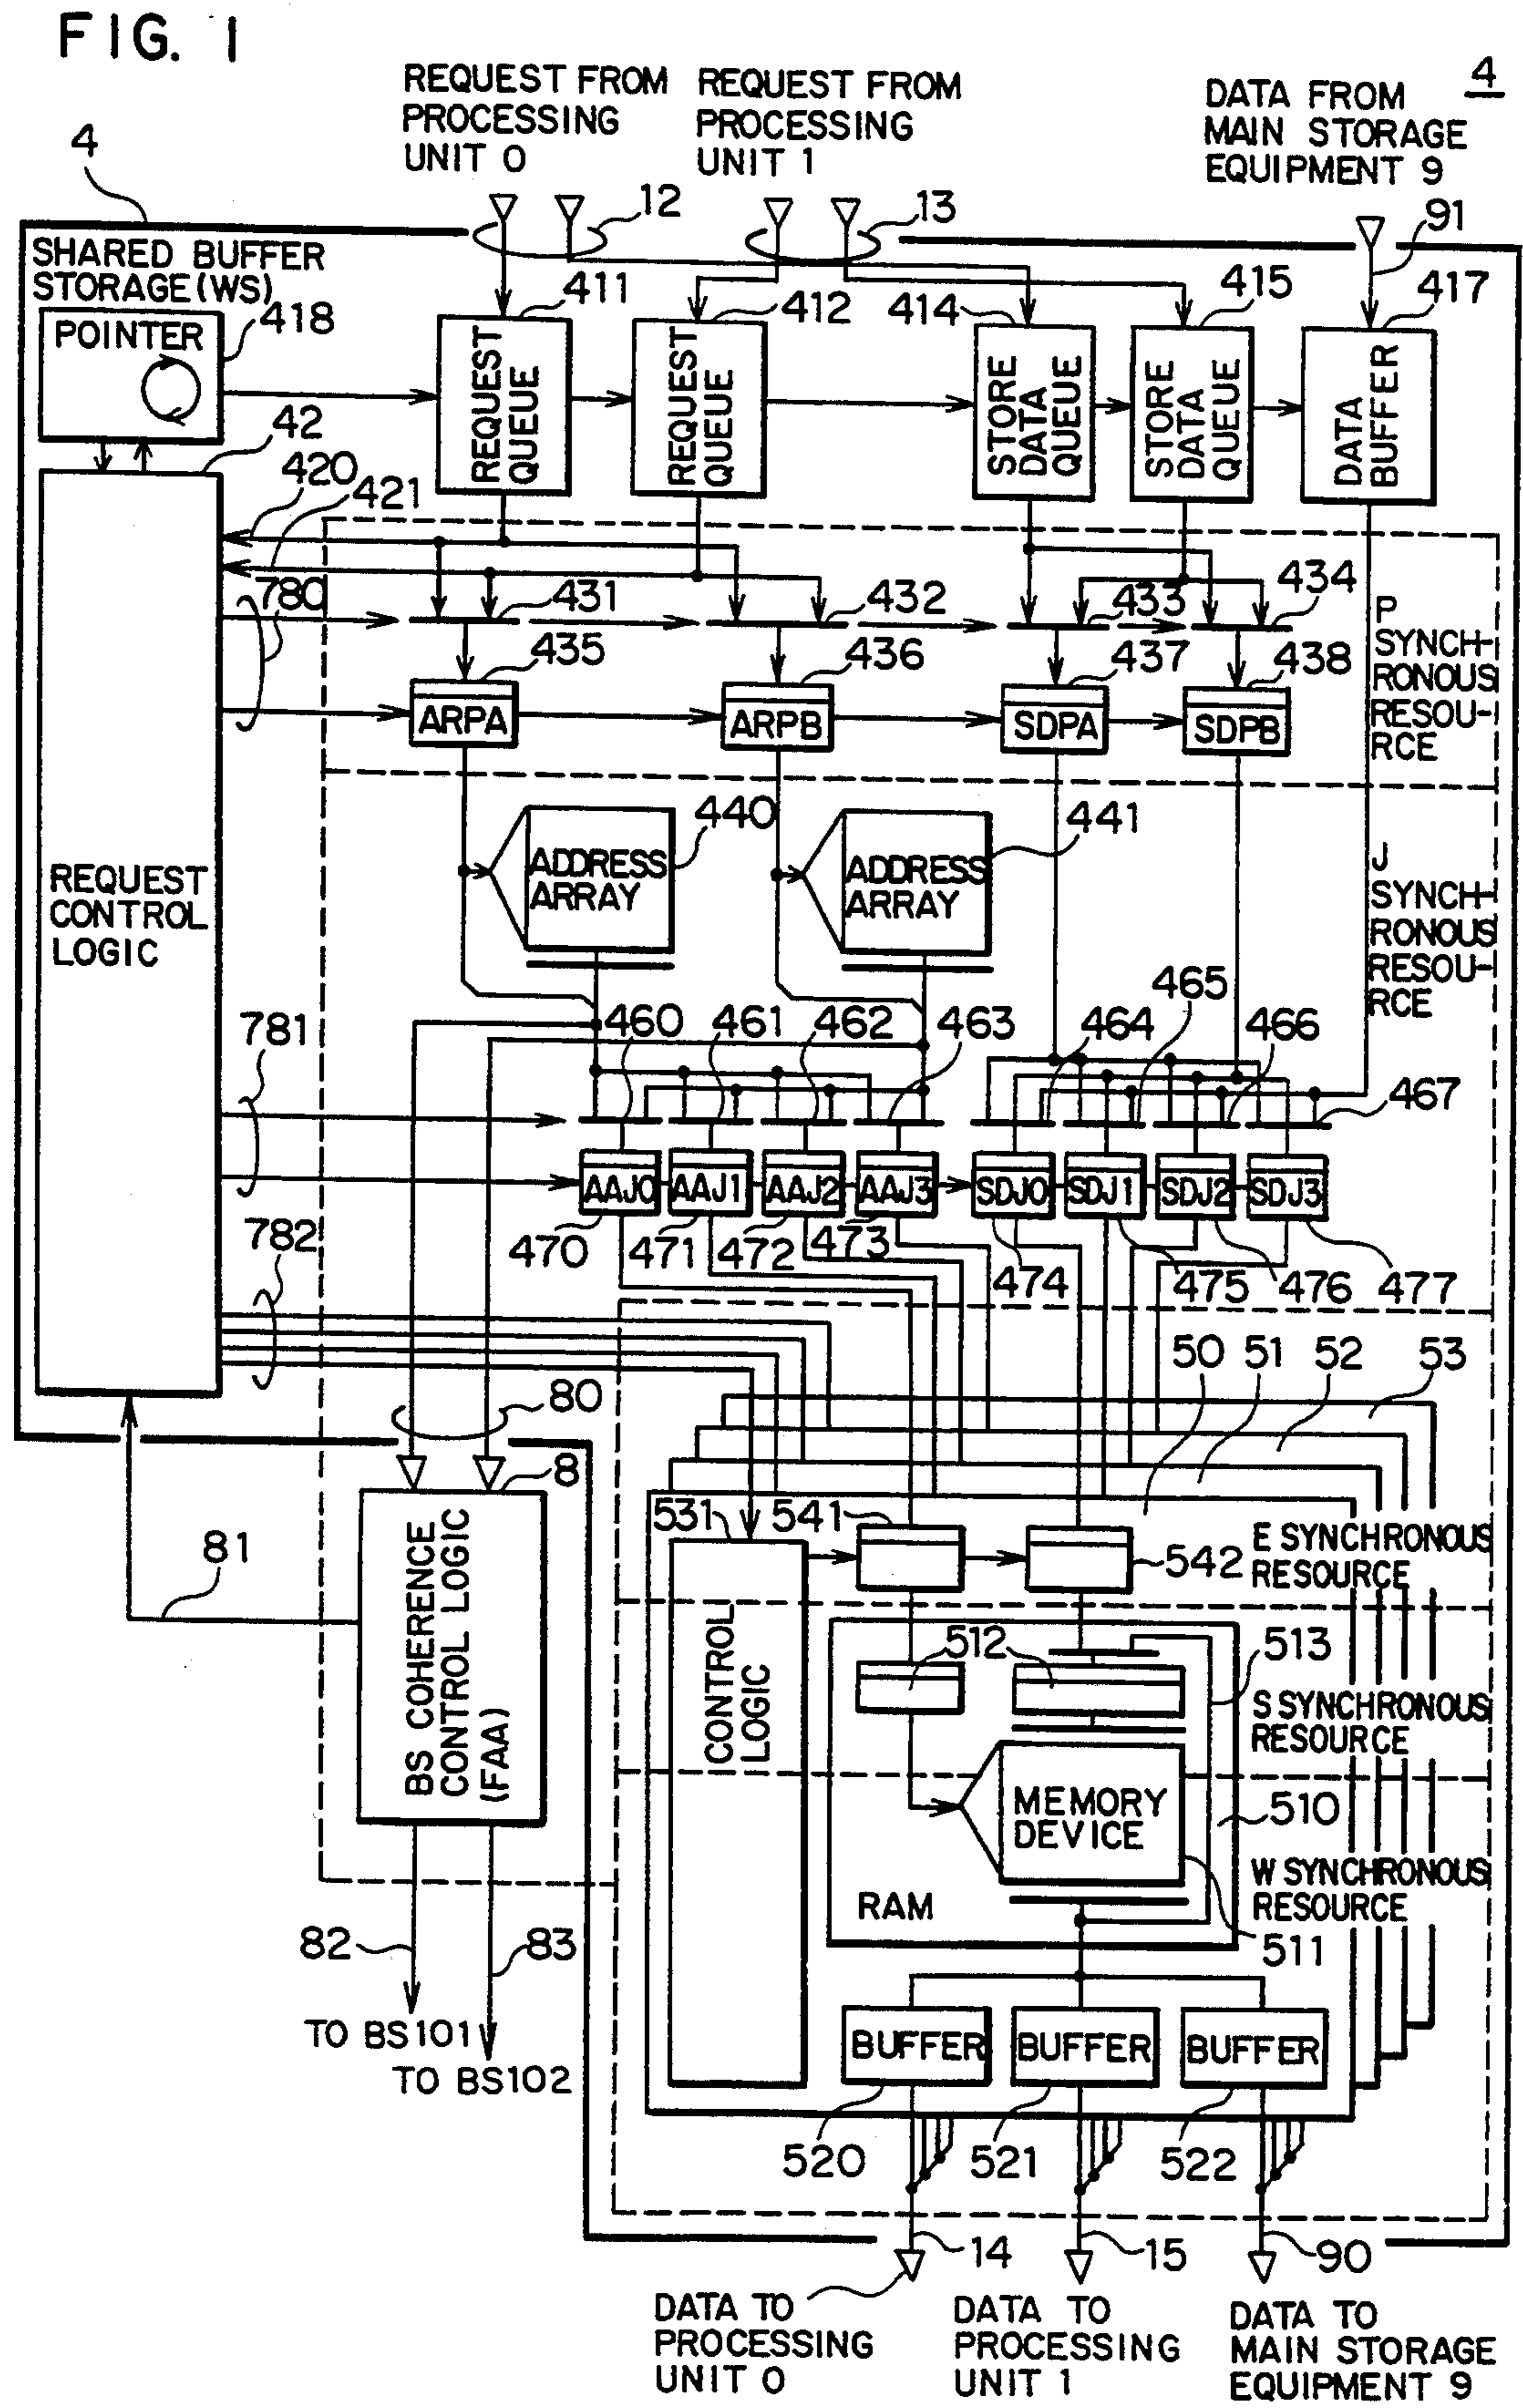 FIG. 1
REQUEST FROM
PROCESSING
UNIT 0
REQUEST FROM
PROCESSING
UNIT 1
DATA FROM
MAIN STORAGE
EQUIPMENT 9
4
4
12
13
91
SHARED BUFFER
STORAGE (WS)
418
411
412
414
415
417
POINTER
REQUEST
QUEUE
REQUEST
QUEUE
STORE
DATA
QUEUE
STORE
DATA
QUEUE
DATA
BUFFER
42
420
421
780
431
432
433
434
435
436
437
438
ARPA
ARPB
SDPA
SDPB
P
SYNCH-
RONOUS
RESOU-
RCE
REQUEST
CONTROL
LOGIC
ADDRESS
ARRAY
440
ADDRESS
ARRAY
441
J
SYNCH-
RONOUS
RESOU-
RCE
781
460
461
462
463
464
465
466
467
AAJ0
AAJ1
AAJ2
AAJ3
SDJ0
SDJ1
SDJ2
SDJ3
470
471
472
473
474
475
476
477
782
50
51
52
53
80
8
81
BS COHERENCE
CONTROL LOGIC
(FAA)
531
541
542
E SYNCHRONOUS
RESOURCE
CONTROL
LOGIC
512
513
S SYNCHRONOUS
RESOURCE
MEMORY
DEVICE
510
W SYNCHRONOUS
RESOURCE
RAM
511
82
83
TO BS101
TO BS102
BUFFER
BUFFER
BUFFER
520
521
522
14
15
90
DATA TO
PROCESSING
UNIT 0
DATA TO
PROCESSING
UNIT 1
DATA TO
MAIN STORAGE
EQUIPMENT 9